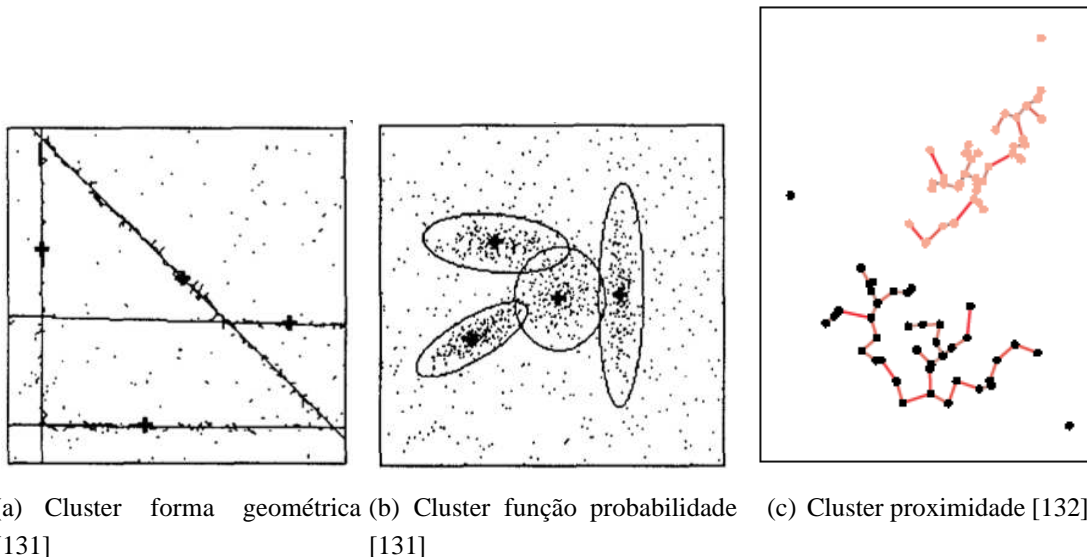 a) Cluster forma geométrica
[131]
(b) Cluster função probabilidade
[131]
(c) Cluster proximidade [132]